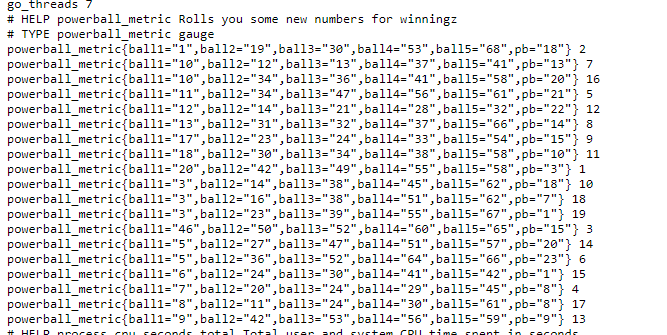 go_threads 7
# HELP powerball_metric Rolls you some new numbers for winningz
# TYPE powerball_metric gauge
powerball_metric{ball1="1",ball2="19",ball3="30",ball4="53",ball5="68",pb="18"} 2
powerball_metric{ball1="10",ball2="12",ball3="13",ball4="37",ball5="41",pb="13"} 7
powerball_metric{ball1="10",ball2="34",ball3="36",ball4="41",ball5="58",pb="20"} 16
powerball_metric{ball1="11",ball2="34",ball3="47",ball4="56",ball5="61",pb="21"} 5
powerball_metric{ball1="12",ball2="14",ball3="21",ball4="28",ball5="32",pb="22"} 12
powerball_metric{ball1="13",ball2="31",ball3="32",ball4="37",ball5="66",pb="14"} 8
powerball_metric{ball1="17",ball2="23",ball3="24",ball4="33",ball5="54",pb="15"} 9
powerball_metric{ball1="18",ball2="30",ball3="34",ball4="38",ball5="58",pb="10"} 11
powerball_metric{ball1="20",ball2="42",ball3="49",ball4="55",ball5="58",pb="3"} 1
powerball_metric{ball1="3",ball2="14",ball3="38",ball4="45",ball5="62",pb="18"} 10
powerball_metric{ball1="3",ball2="16",ball3="38",ball4="51",ball5="62",pb="7"} 18
powerball_metric{ball1="3",ball2="23",ball3="39",ball4="55",ball5="67",pb="1"} 19
powerball_metric{ball1="46",ball2="50",ball3="52",ball4="60",ball5="65",pb="15"} 3
powerball_metric{ball1="5",ball2="27",ball3="47",ball4="51",ball5="57",pb="20"} 14
powerball_metric{ball1="5",ball2="36",ball3="52",ball4="64",ball5="66",pb="23"} 6
powerball_metric{ball1="6",ball2="24",ball3="30",ball4="41",ball5="42",pb="1"} 15
powerball_metric{ball1="7",ball2="20",ball3="24",ball4="29",ball5="45",pb="8"} 4
powerball_metric{ball1="8",ball2="11",ball3="24",ball4="30",ball5="61",pb="8"} 17
powerball_metric{ball1="9",ball2="42",ball3="53",ball4="56",ball5="59",pb="9"} 13
# HELP process_cpu_seconds_total Total user and system CPU time spent in seconds.